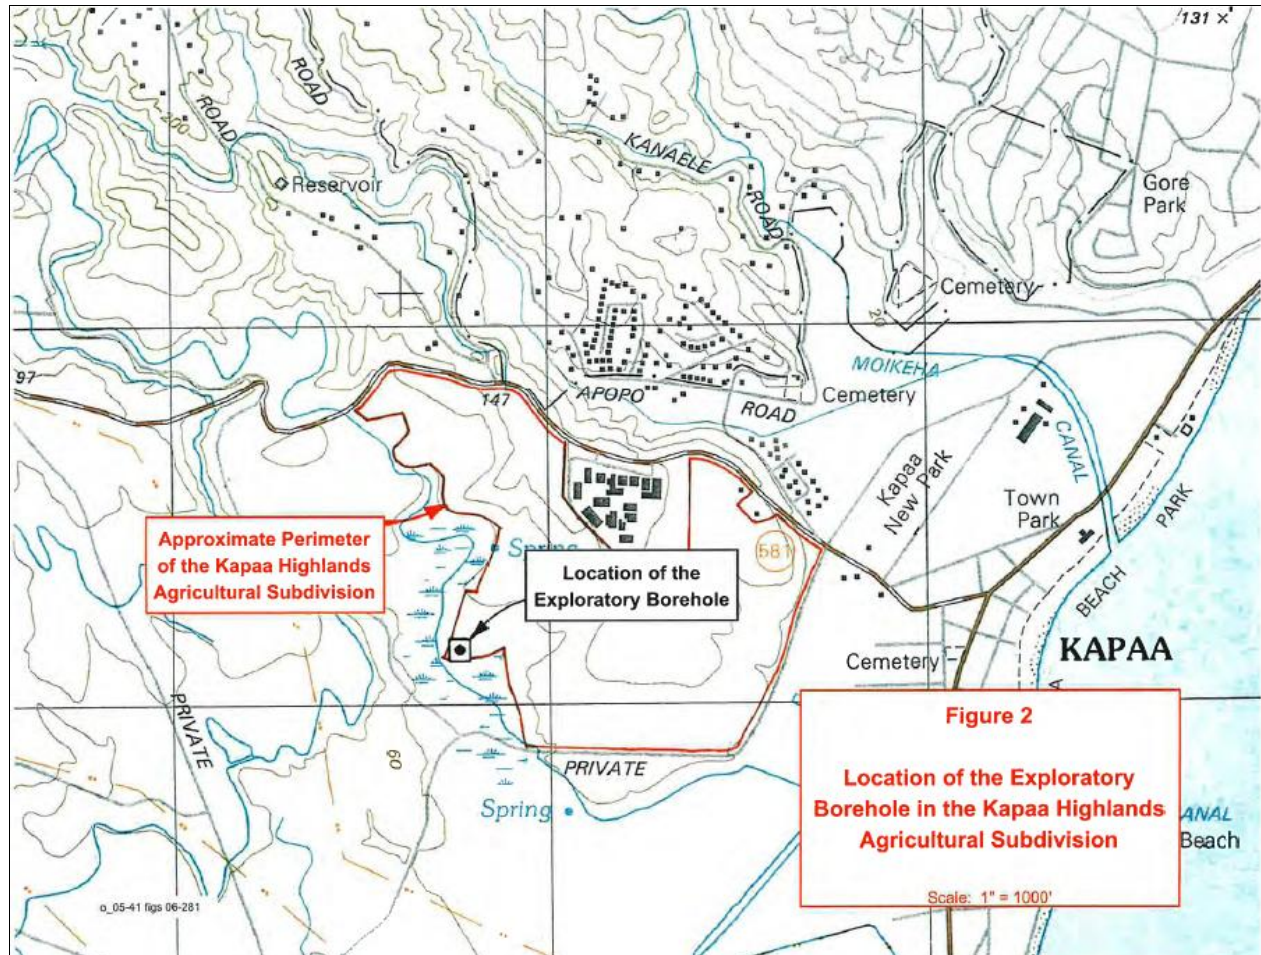 131 ×
ROAD
ROAD
200
KANAELE
ROAD
Reservoir
Gore
Park
Cemetery
20
MOIKEHA
97
147
APOPO
ROAD
Cemetery
CANAL
Kapaa
New Park
Town
Park
PARK
BEACH
Approximate Perimeter
of the Kapaa Highlands
Agricultural Subdivision
Spring
581
Location of the
Exploratory Borehole
KAPAA
Cemetery
A
PRIVATE
60
PRIVATE
Spring
Figure 2
Location of the Exploratory
Borehole in the Kapaa Highlands
Agricultural Subdivision
Scale: 1" = 1000'
ANAL
Beach
o_05-41 figs 06-281